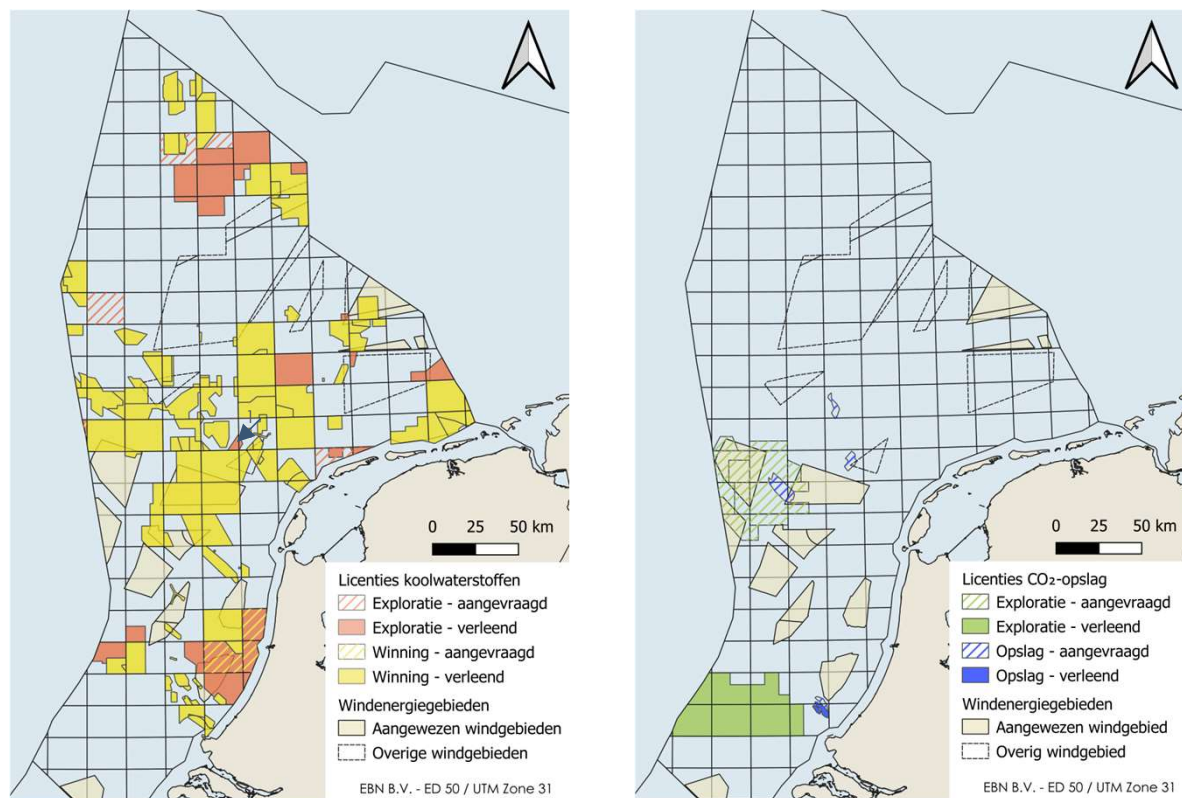 0 25 50 km
Licenties koolwaterstoffen
Exploratie - aangevraagd
Exploratie - verleend
Winning - aangevraagd
Winning - verleend
Windenergiegebieden
Aangewezen windgebieden
Overige windgebieden
EBN B.V. - ED 50 / UTM Zone 31
0 25 50 km
Licenties CO₂-opslag
Exploratie - aangevraagd
Exploratie - verleend
Opslag - aangevraagd
Opslag - verleend
Windenergiegebieden
Aangewezen windgebied
Overig windgebied
EBN B.V. - ED 50 / UTM Zone 31